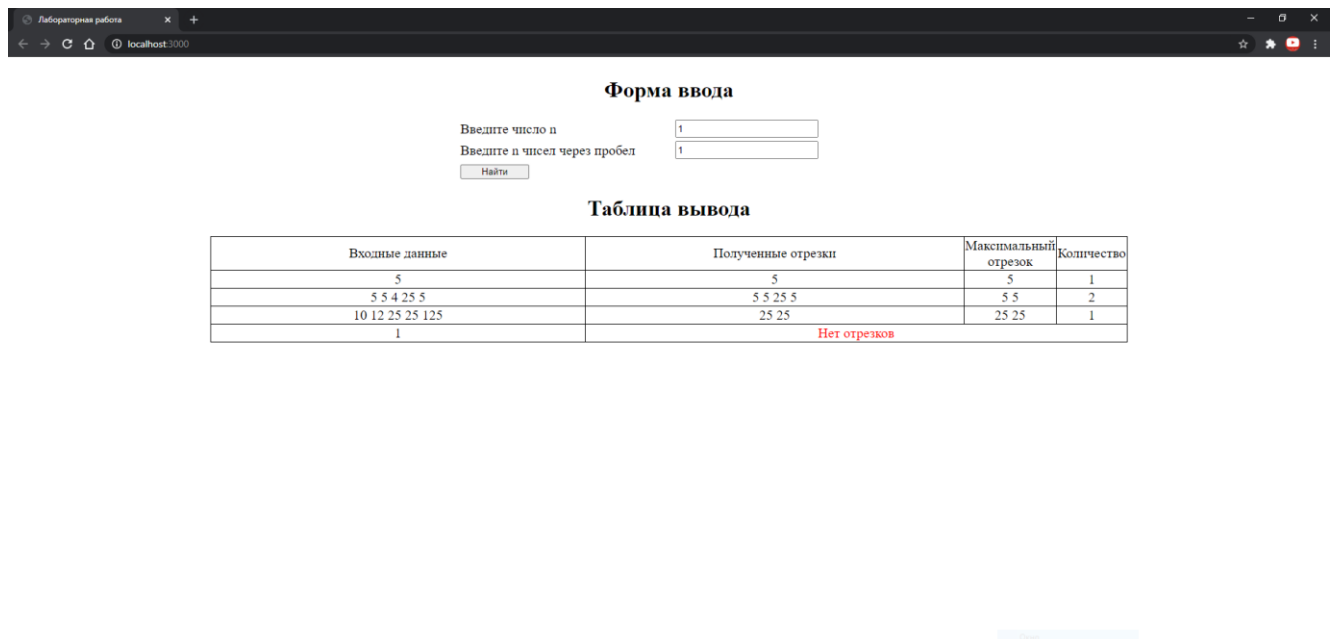 Лабораторная работа
localhost:3000
Форма ввода
Введите число n 1
Введите n чисел через пробел 1
Найти
Таблица вывода
Входные данные Полученные отрезки Максимальный отрезок Количество
5 5 5 1
5 5 4 25 5 5 5 25 5 5 5 2
10 12 25 25 125 25 25 25 25 1
1 Нет отрезков